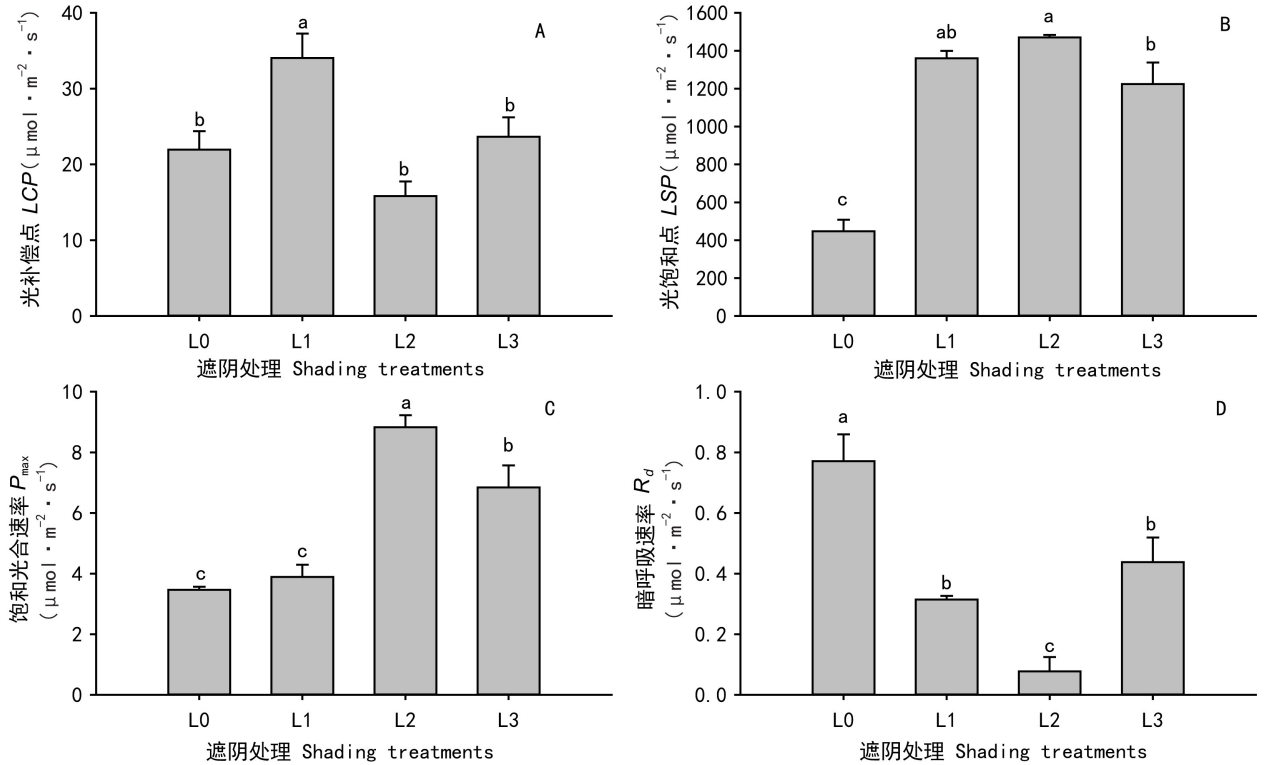 光补偿点 LCP(μmol·m⁻²·s⁻¹)
40
30
20
10
0
a
b
b
b
A
L0 L1 L2 L3
遮阴处理 Shading treatments
光饱和点 LSP(μmol·m⁻²·s⁻¹)
1600
1400
1200
1000
800
600
400
200
0
c
ab
a
b
B
L0 L1 L2 L3
遮阴处理 Shading treatments
饱和光合速率 Pmax
(μmol·m⁻²·s⁻¹)
10
8
6
4
2
0
c
c
a
b
C
L0 L1 L2 L3
遮阴处理 Shading treatments
暗呼吸速率 Rd
(μmol·m⁻²·s⁻¹)
1.0
0.8
0.6
0.4
0.2
0.0
a
b
c
b
D
L0 L1 L2 L3
遮阴处理 Shading treatments